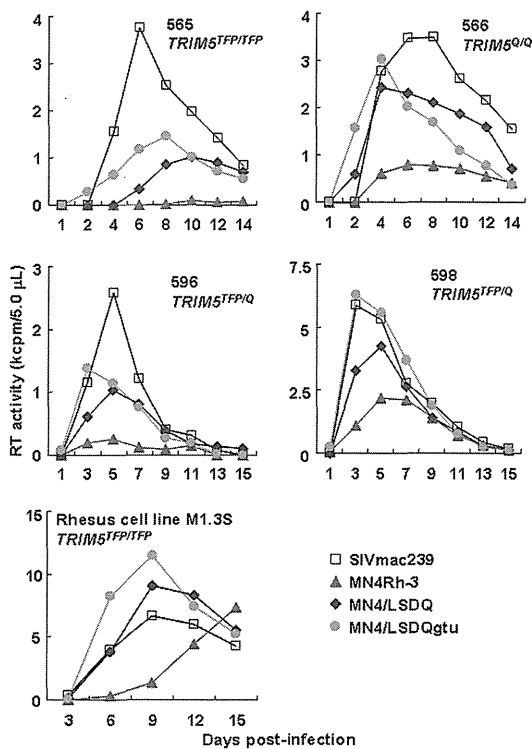 565
TRIM5TFP/TFP
4
3
2
1
0
1 2 4 6 8 10 12 14
566
TRIM5Q/Q
4
3
2
1
0
1 2 4 6 8 10 12 14
RT activity (kcpm/5.0 μL)
596
TRIM5TFP/Q
3
2
1
0
1 3 5 7 9 11 13 15
598
TRIM5TFP/Q
7.5
5
2.5
0
1 3 5 7 9 11 13 15
Rhesus cell line M1.3S
TRIM5TFP/TFP
15
10
5
0
3 6 9 12 15
SIVmac239
MN4Rh-3
MN4/LSDQ
MN4/LSDQgtu
Days post-infection